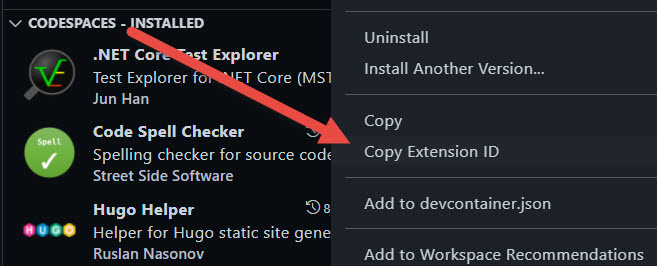 CODESPACES - INSTALLED
.NET Core Test Explorer
Test Explorer for .NET Core (MST
Jun Han
Spell
Code Spell Checker
Spelling checker for source code
Street Side Software
HUGO
Hugo Helper
8
Helper for Hugo static site gene
Ruslan Nasonov
Uninstall
Install Another Version...
Copy
Copy Extension ID
Add to devcontainer.json
Add to Workspace Recommendations